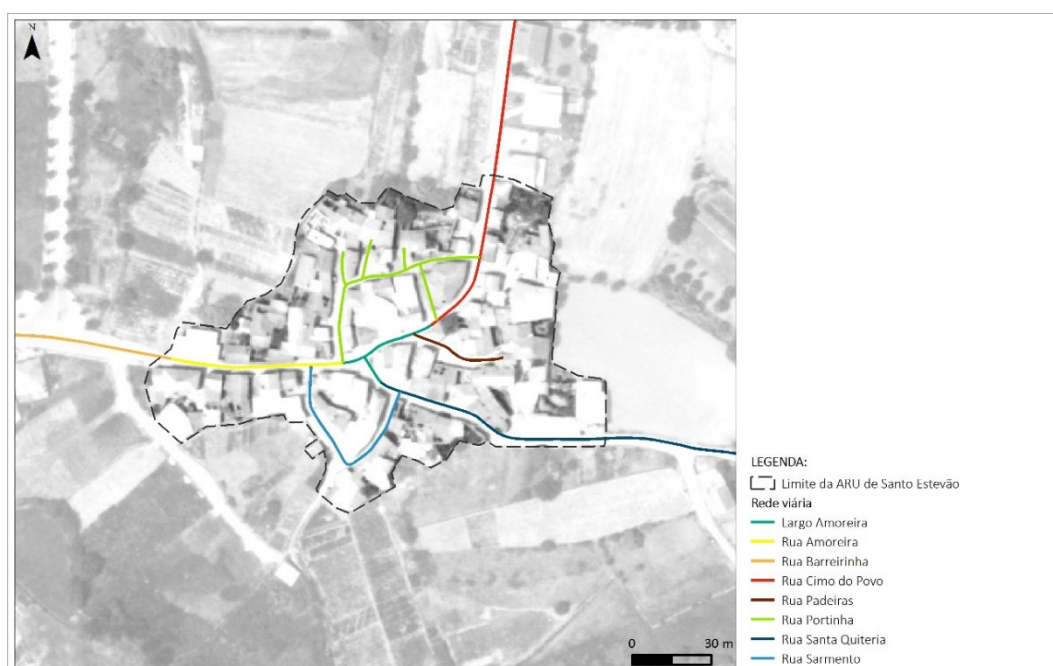 N
0 30 m
LEGENDA:
Limite da ARU de Santo Estevão
Rede viária
Largo Amoreira
Rua Amoreira
Rua Barreirinha
Rua Cimo do Povo
Rua Padeiras
Rua Portinha
Rua Santa Quiteria
Rua Sarmento